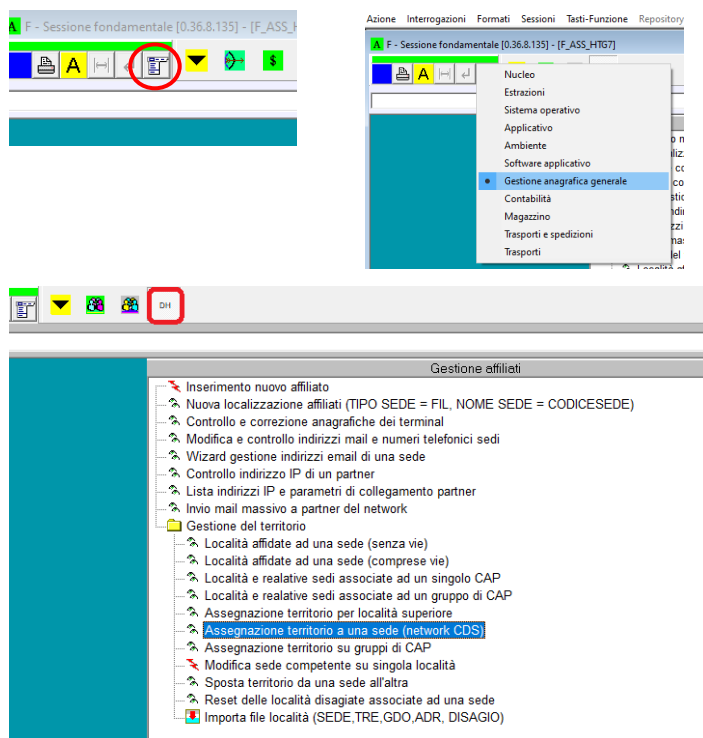 A F - Sessione fondamentale [0.36.8.135] - [F_ASS_H
A
$
Azione Interrogazioni Formati Sessioni Tasti-Funzione Repository
A F - Sessione fondamentale [0.36.8.135] - [F_ASS_HTG7]
A
Nucleo
Estrazioni
Sistema operativo
Applicativo
Ambiente
Software applicativo
Gestione anagrafica generale
Contabilità
Magazzino
Trasporti e spedizioni
Trasporti
DH
Gestione affiliati
Inserimento nuovo affiliato
Nuova localizzazione affiliati (TIPO SEDE = FIL, NOME SEDE = CODICESEDE)
Controllo e correzione anagrafiche dei terminal
Modifica e controllo indirizzi mail e numeri telefonici sedi
Wizard gestione indirizzi email di una sede
Controllo indirizzo IP di un partner
Lista indirizzi IP e parametri di collegamento partner
Invio mail massivo a partner del network
Gestione del territorio
Località affidate ad una sede (senza vie)
Località affidate ad una sede (comprese vie)
Località e realative sedi associate ad un singolo CAP
Località e realative sedi associate ad un gruppo di CAP
Assegnazione territorio per località superiore
Assegnazione territorio a una sede (network CDS)
Assegnazione territorio su gruppi di CAP
Modifica sede competente su singola località
Sposta territorio da una sede all'altra
Reset delle località disagiate associate ad una sede
Importa file località (SEDE,TRE,GDO,ADR, DISAGIO)